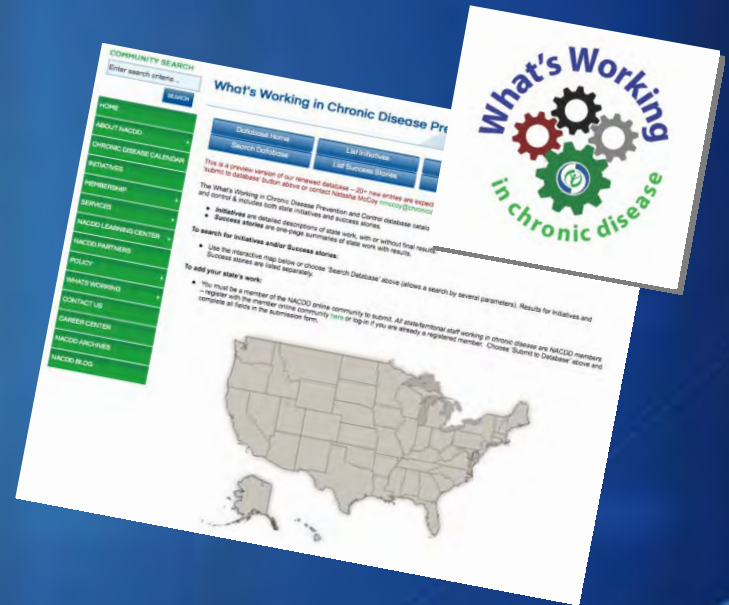 COMMUNITY SEARCH
Enter search criteria...
SEARCH
HOME
ABOUT NACDD
CHRONIC DISEASE CALENDAR
INITIATIVES
MEMBERSHIP
SERVICES
NACDD LEARNING CENTER
NACDD PARTNERS
POLICY
WHATS WORKING
CONTACT US
CAREER CENTER
NACDD ARCHIVES
NACDD BLOG
What's Working in Chronic Disease Pre
Database Home
List Initiatives
Search Database
List Success Stories
This is a preview version of our renewed database – 20+ new entries are expec
'submit to database' button above or contact Natasha McCoy nmccoy@chronicd
The What's Working in Chronic Disease Prevention and Control database catalo
and control & includes both state initiatives and success stories.
• Initiatives are detailed descriptions of state work, with or without final results.
• Success stories are one-page summaries of state work with results.
To search for Initiatives and/or Success stories:
• Use the interactive map below or choose 'Search Database' above (allows a search by several parameters). Results for Initiatives and
Success stories are listed separately.
To add your state's work:
• You must be a member of the NACDD online community to submit. All state/territorial staff working in chronic disease are NACDD members
– register with the member online community here or log-in if you are already a registered member. Choose 'Submit to Database' above and
complete all fields in the submission form.
What's Working
in chronic disease